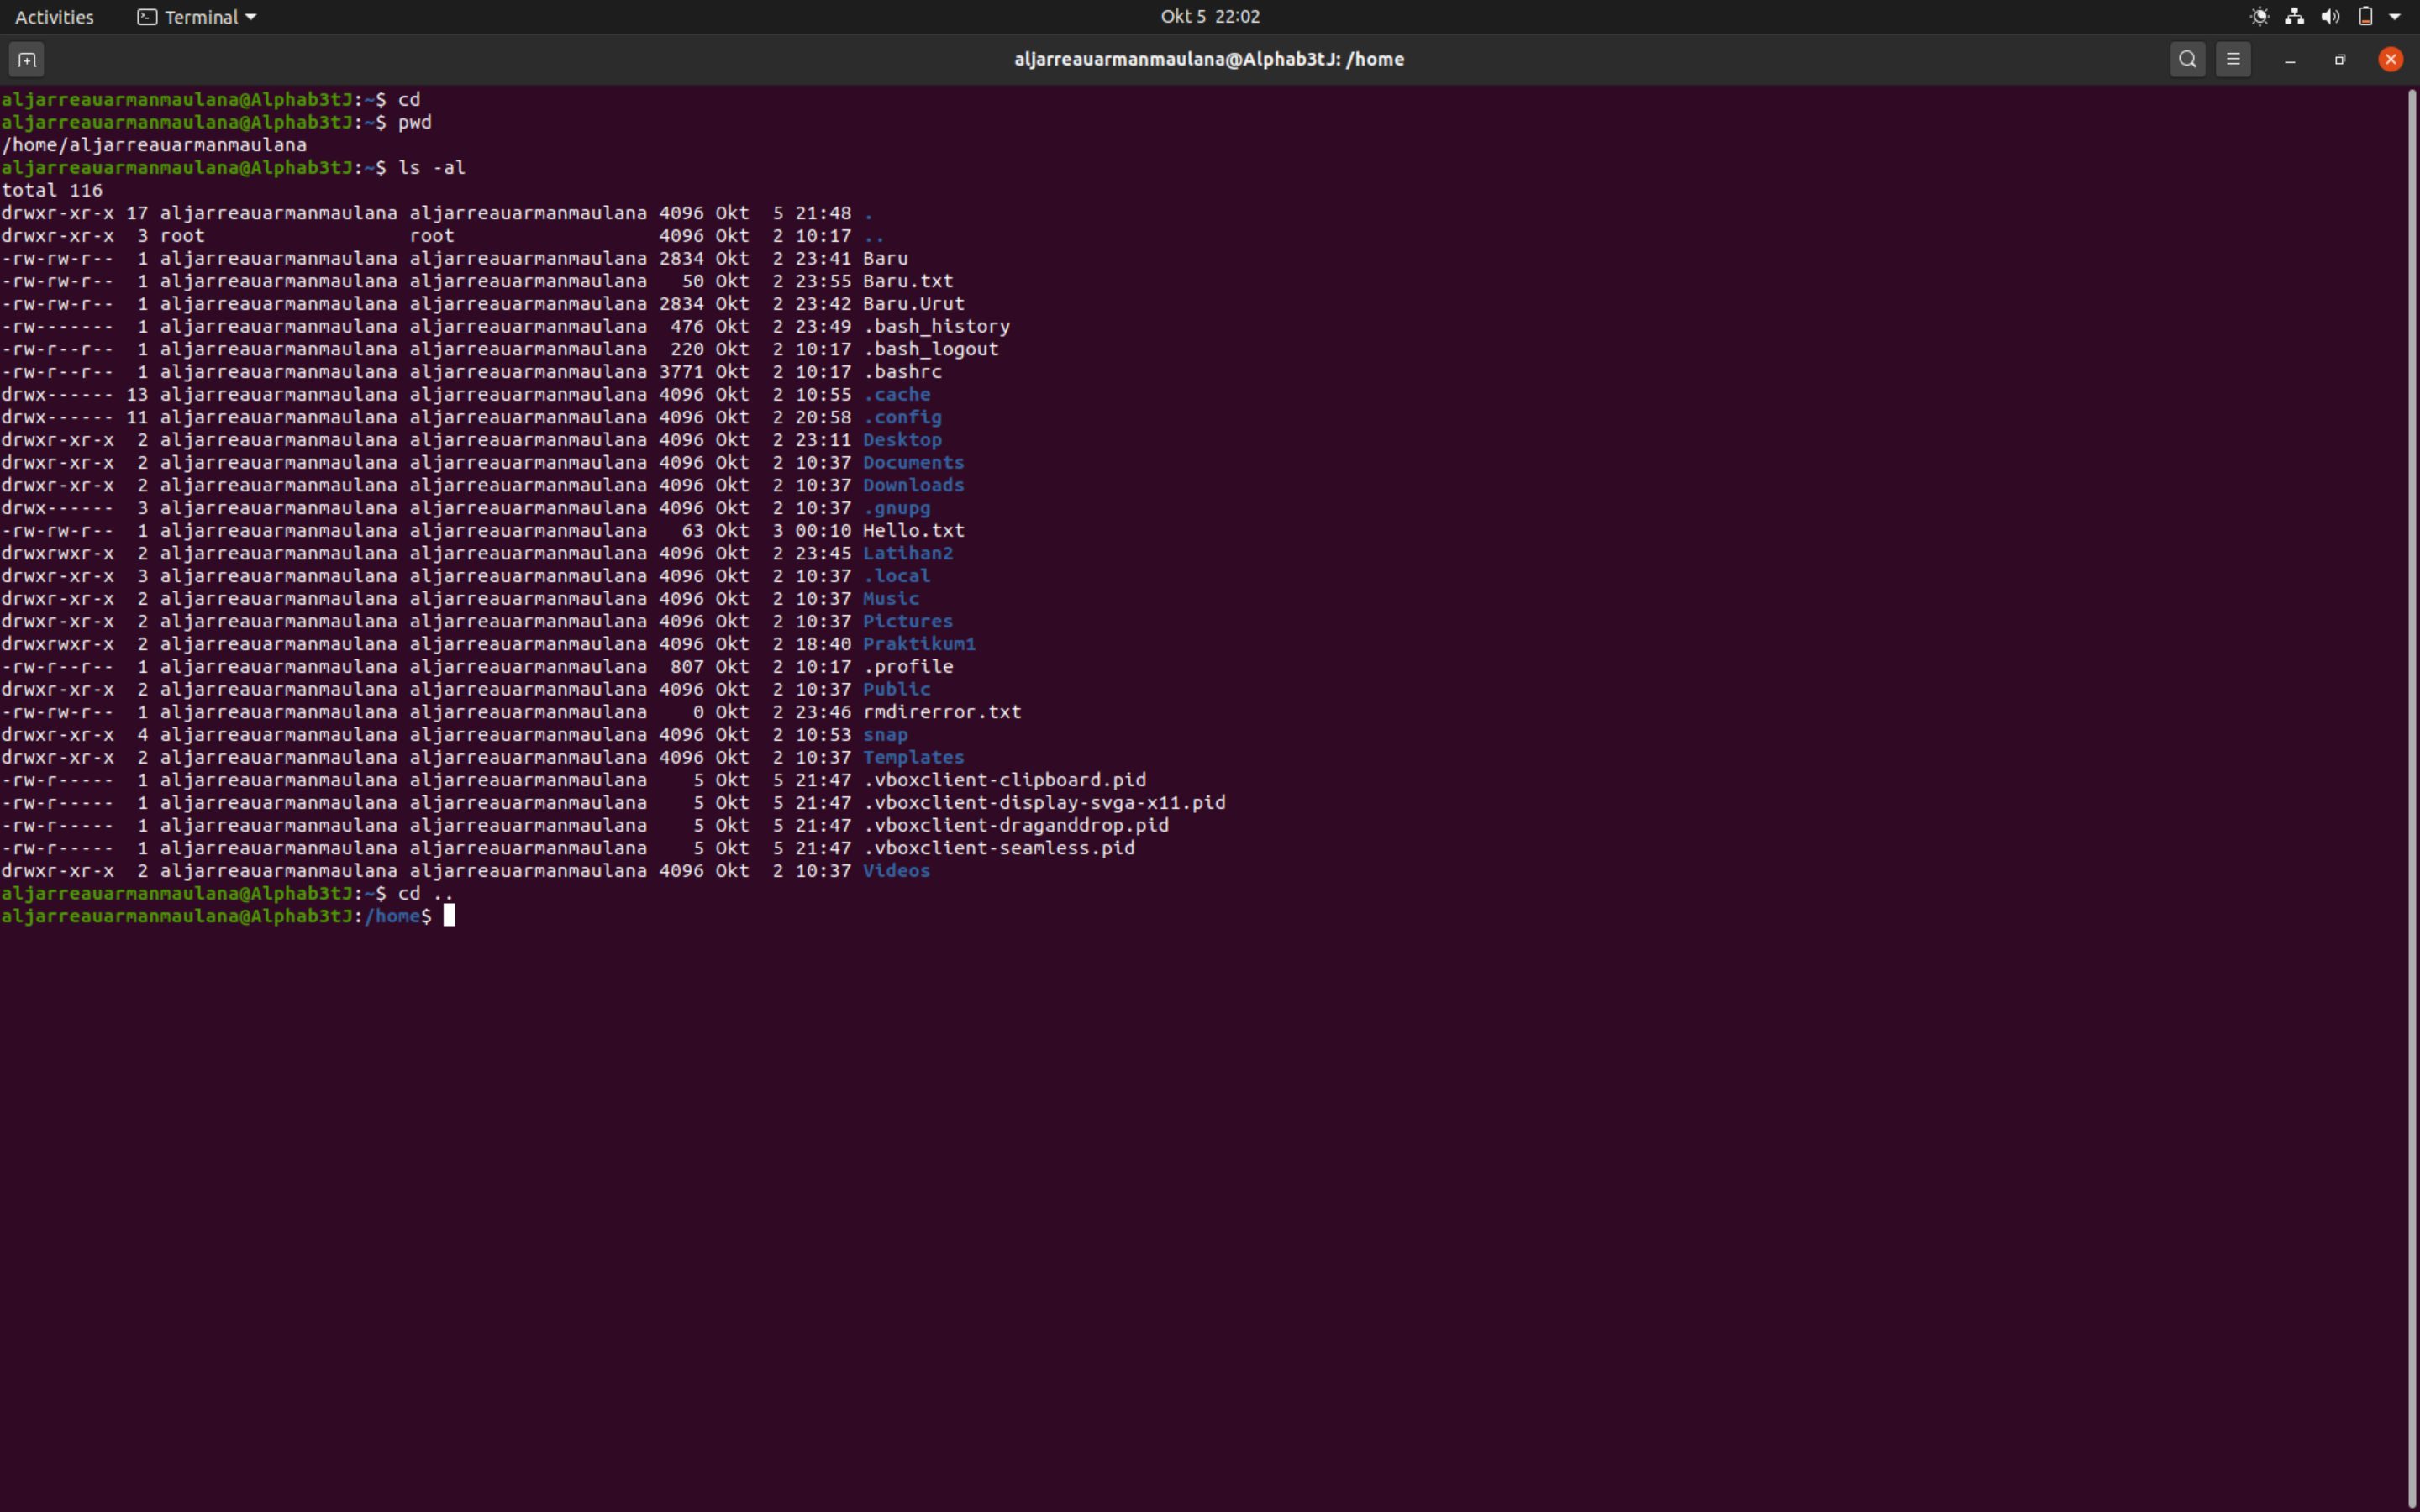 Activities Terminal Okt 5 22:02
aljarreauarmanmaulana@Alphab3tJ: /home
aljarreauarmanmaulana@Alphab3tJ:~$ cd
aljarreauarmanmaulana@Alphab3tJ:~$ pwd
/home/aljarreauarmanmaulana
aljarreauarmanmaulana@Alphab3tJ:~$ ls -al
total 116
drwxr-xr-x 17 aljarreauarmanmaulana aljarreauarmanmaulana 4096 Okt  5 21:48 .
drwxr-xr-x  3 root                  root                  4096 Okt  2 10:17 ..
-rw-rw-r--  1 aljarreauarmanmaulana aljarreauarmanmaulana 2834 Okt  2 23:41 Baru
-rw-rw-r--  1 aljarreauarmanmaulana aljarreauarmanmaulana   50 Okt  2 23:55 Baru.txt
-rw-rw-r--  1 aljarreauarmanmaulana aljarreauarmanmaulana 2834 Okt  2 23:42 Baru.Urut
-rw-------  1 aljarreauarmanmaulana aljarreauarmanmaulana  476 Okt  2 23:49 .bash_history
-rw-r--r--  1 aljarreauarmanmaulana aljarreauarmanmaulana  220 Okt  2 10:17 .bash_logout
-rw-r--r--  1 aljarreauarmanmaulana aljarreauarmanmaulana 3771 Okt  2 10:17 .bashrc
drwx------ 13 aljarreauarmanmaulana aljarreauarmanmaulana 4096 Okt  2 10:55 .cache
drwx------ 11 aljarreauarmanmaulana aljarreauarmanmaulana 4096 Okt  2 20:58 .config
drwxr-xr-x  2 aljarreauarmanmaulana aljarreauarmanmaulana 4096 Okt  2 23:11 Desktop
drwxr-xr-x  2 aljarreauarmanmaulana aljarreauarmanmaulana 4096 Okt  2 10:37 Documents
drwxr-xr-x  2 aljarreauarmanmaulana aljarreauarmanmaulana 4096 Okt  2 10:37 Downloads
drwx------  3 aljarreauarmanmaulana aljarreauarmanmaulana 4096 Okt  2 10:37 .gnupg
-rw-rw-r--  1 aljarreauarmanmaulana aljarreauarmanmaulana   63 Okt  3 00:10 Hello.txt
drwxrwxr-x  2 aljarreauarmanmaulana aljarreauarmanmaulana 4096 Okt  2 23:45 Latihan2
drwxr-xr-x  3 aljarreauarmanmaulana aljarreauarmanmaulana 4096 Okt  2 10:37 .local
drwxr-xr-x  2 aljarreauarmanmaulana aljarreauarmanmaulana 4096 Okt  2 10:37 Music
drwxr-xr-x  2 aljarreauarmanmaulana aljarreauarmanmaulana 4096 Okt  2 10:37 Pictures
drwxrwxr-x  2 aljarreauarmanmaulana aljarreauarmanmaulana 4096 Okt  2 18:40 Praktikum1
-rw-r--r--  1 aljarreauarmanmaulana aljarreauarmanmaulana  807 Okt  2 10:17 .profile
drwxr-xr-x  2 aljarreauarmanmaulana aljarreauarmanmaulana 4096 Okt  2 10:37 Public
-rw-rw-r--  1 aljarreauarmanmaulana aljarreauarmanmaulana    0 Okt  2 23:46 rmdirerror.txt
drwxr-xr-x  4 aljarreauarmanmaulana aljarreauarmanmaulana 4096 Okt  2 10:53 snap
drwxr-xr-x  2 aljarreauarmanmaulana aljarreauarmanmaulana 4096 Okt  2 10:37 Templates
-rw-r-----  1 aljarreauarmanmaulana aljarreauarmanmaulana    5 Okt  5 21:47 .vboxclient-clipboard.pid
-rw-r-----  1 aljarreauarmanmaulana aljarreauarmanmaulana    5 Okt  5 21:47 .vboxclient-display-svga-x11.pid
-rw-r-----  1 aljarreauarmanmaulana aljarreauarmanmaulana    5 Okt  5 21:47 .vboxclient-draganddrop.pid
-rw-r-----  1 aljarreauarmanmaulana aljarreauarmanmaulana    5 Okt  5 21:47 .vboxclient-seamless.pid
drwxr-xr-x  2 aljarreauarmanmaulana aljarreauarmanmaulana 4096 Okt  2 10:37 Videos
aljarreauarmanmaulana@Alphab3tJ:~$ cd ..
aljarreauarmanmaulana@Alphab3tJ:/home$